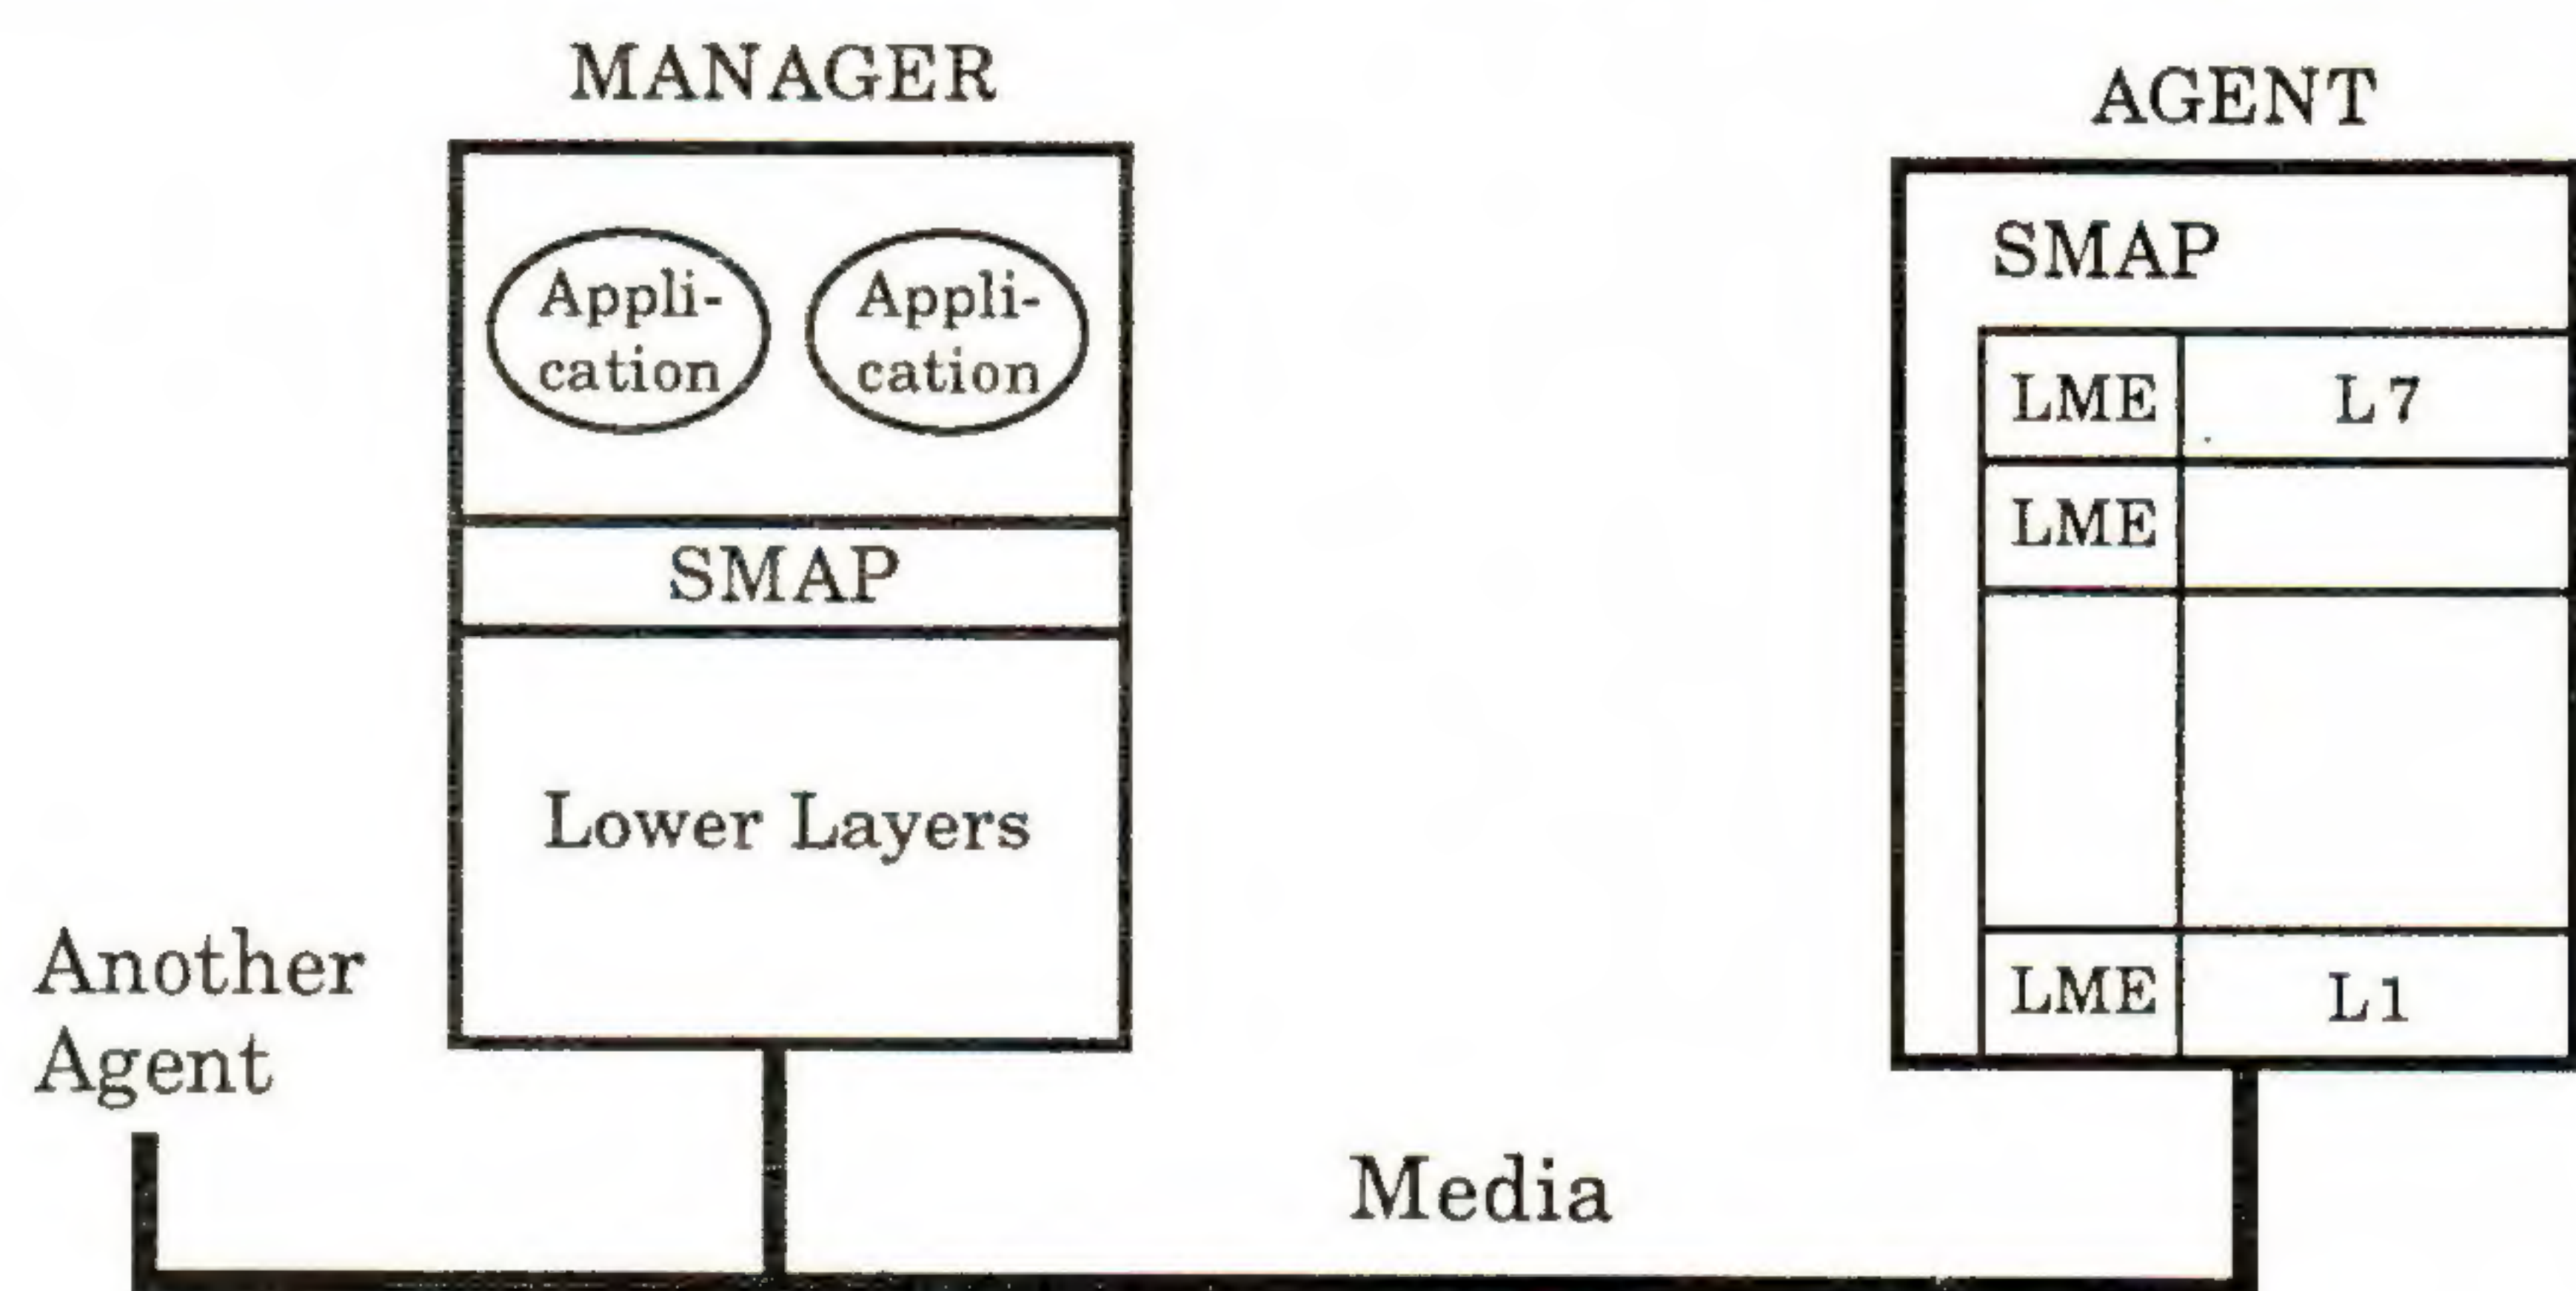 MANAGER
Appli-
cation
Appli-
cation
SMAP
Lower Layers
Another
Agent
Media
AGENT
SMAP
LME L7
LME
LME L1